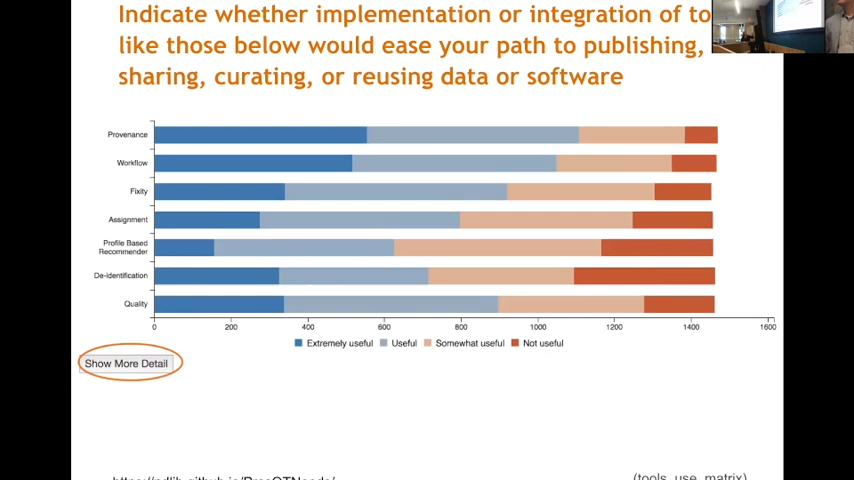 Indicate whether implementation or integration of to
like those below would ease your path to publishing,
sharing, curating, or reusing data or software
Provenance
Workflow
Fixity
Assignment
Profile Based
Recommender
De-identification
Quality
0 200 400 600 800 1000 1200 1400 1600
Extremely useful Useful Somewhat useful Not useful
Show More Detail
(tools_use_matrix)